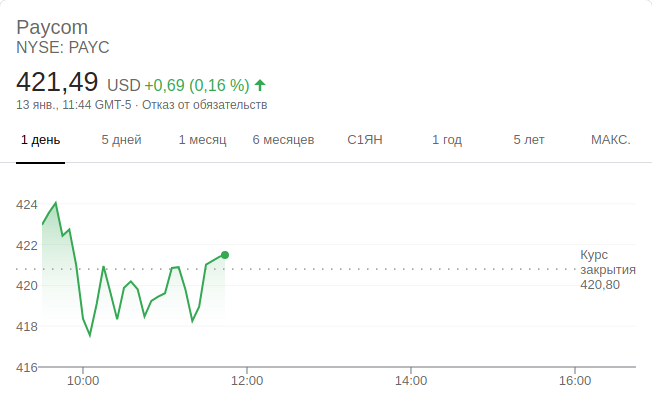 Paycom
NYSE: PAYC
421,49 USD +0,69 (0,16 %)
13 янв., 11:44 GMT-5 · Отказ от обязательств
1 день 5 дней 1 месяц 6 месяцев С1ЯН 1 год 5 лет МАКС.
424
422
Курс
закрытия
420,80
420
418
416
10:00 12:00 14:00 16:00